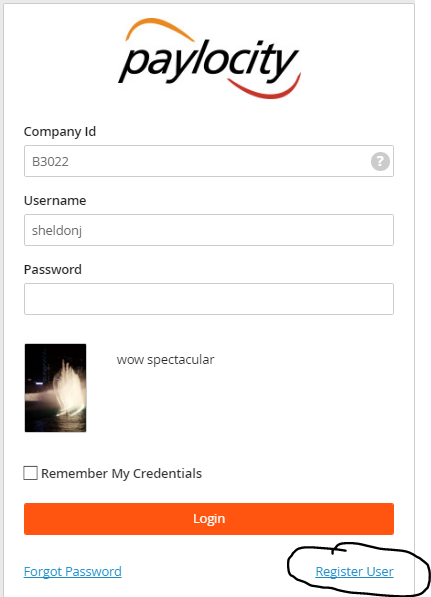 paylocity
Company Id
B3022
?
Username
sheldonj
Password
wow spectacular
Remember My Credentials
Login
Forgot Password
Register User